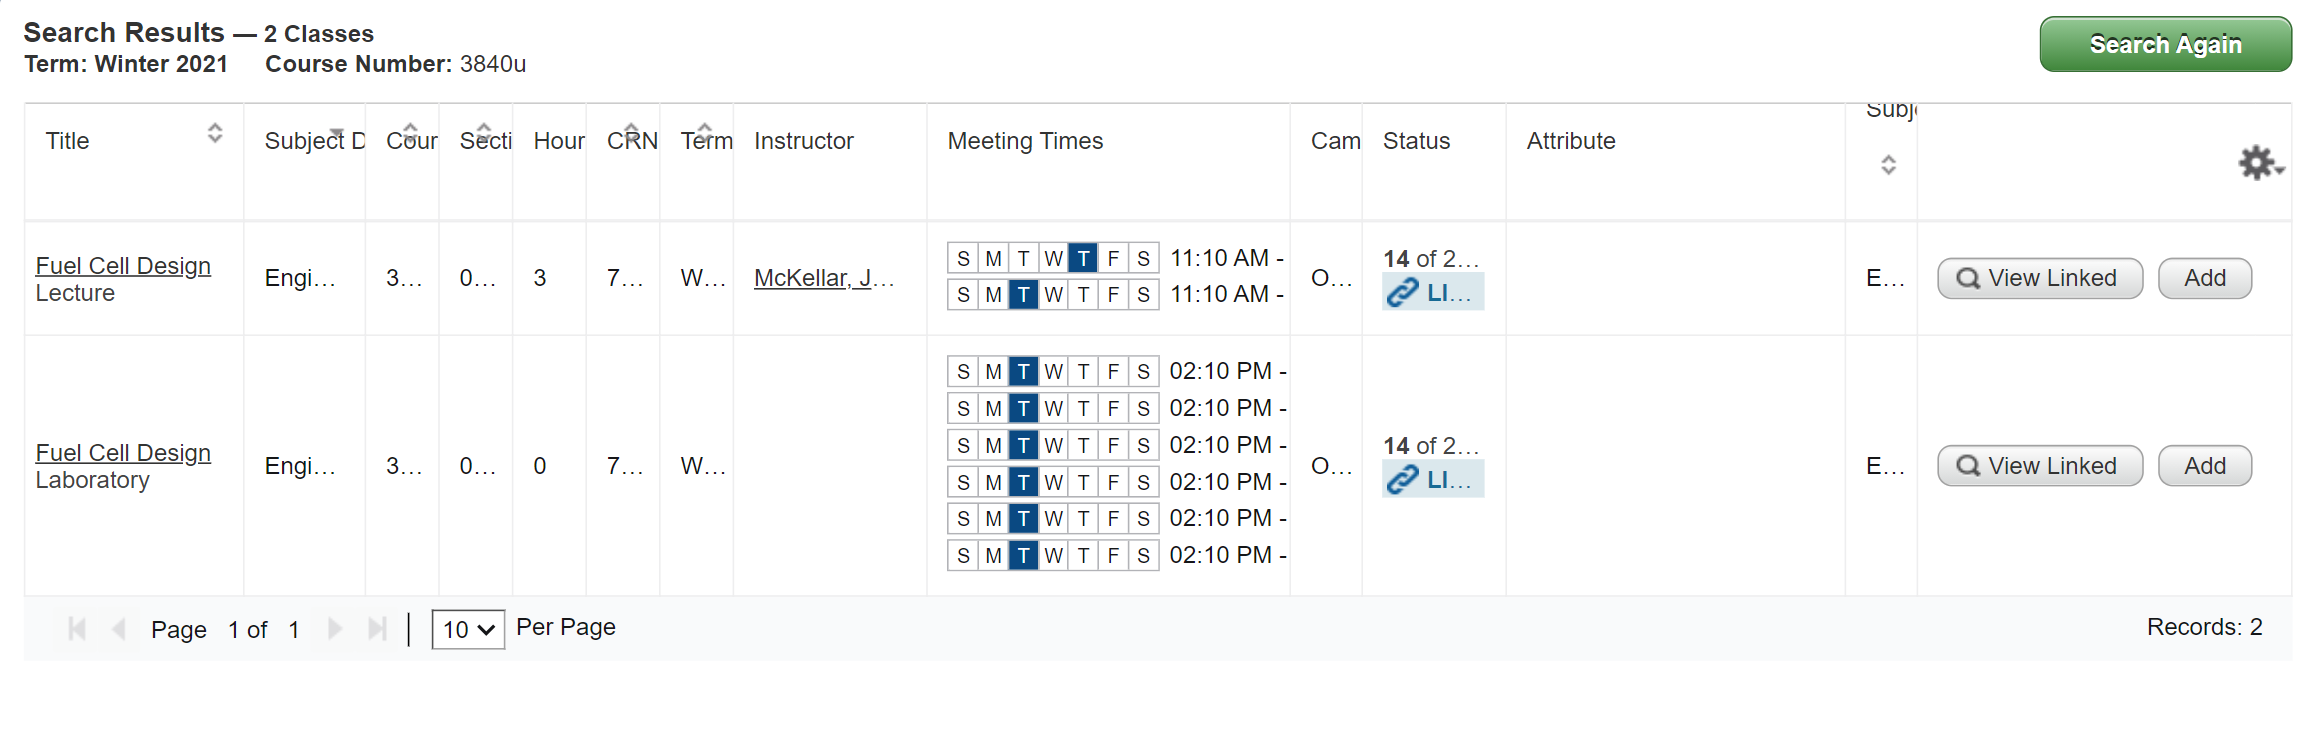 Search Results — 2 Classes
Term: Winter 2021 Course Number: 3840u
Search Again
Title Subject D Cour Secti Hour CRN Term Instructor Meeting Times Cam Status Attribute Subj
Fuel Cell Design
Lecture
Engi... 3... 0... 3 7... W... McKellar, J...
S M T W T F S 11:10 AM -
S M T W T F S 11:10 AM -
O...
14 of 2...
LI...
E... View Linked Add
Fuel Cell Design
Laboratory
Engi... 3... 0... 0 7... W...
S M T W T F S 02:10 PM -
S M T W T F S 02:10 PM -
S M T W T F S 02:10 PM -
S M T W T F S 02:10 PM -
S M T W T F S 02:10 PM -
S M T W T F S 02:10 PM -
O...
14 of 2...
LI...
E... View Linked Add
Page 1 of 1 10 Per Page Records: 2